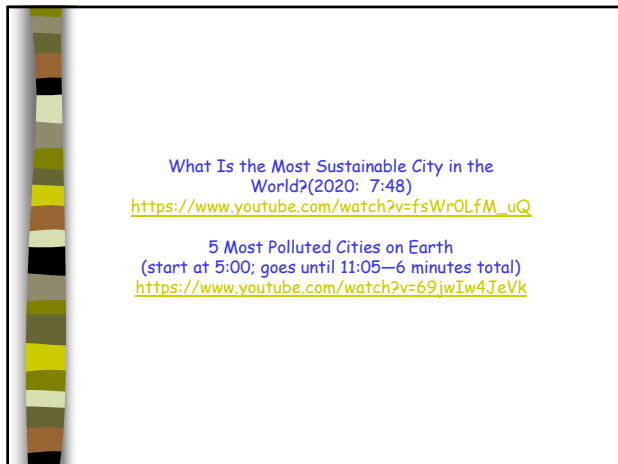 What Is the Most Sustainable City in the
World?(2020:  7:48)
https://www.youtube.com/watch?v=fsWr0LfM_uQ
5 Most Polluted Cities on Earth
(start at 5:00; goes until 11:05—6 minutes total)
https://www.youtube.com/watch?v=69jwIw4JeVk